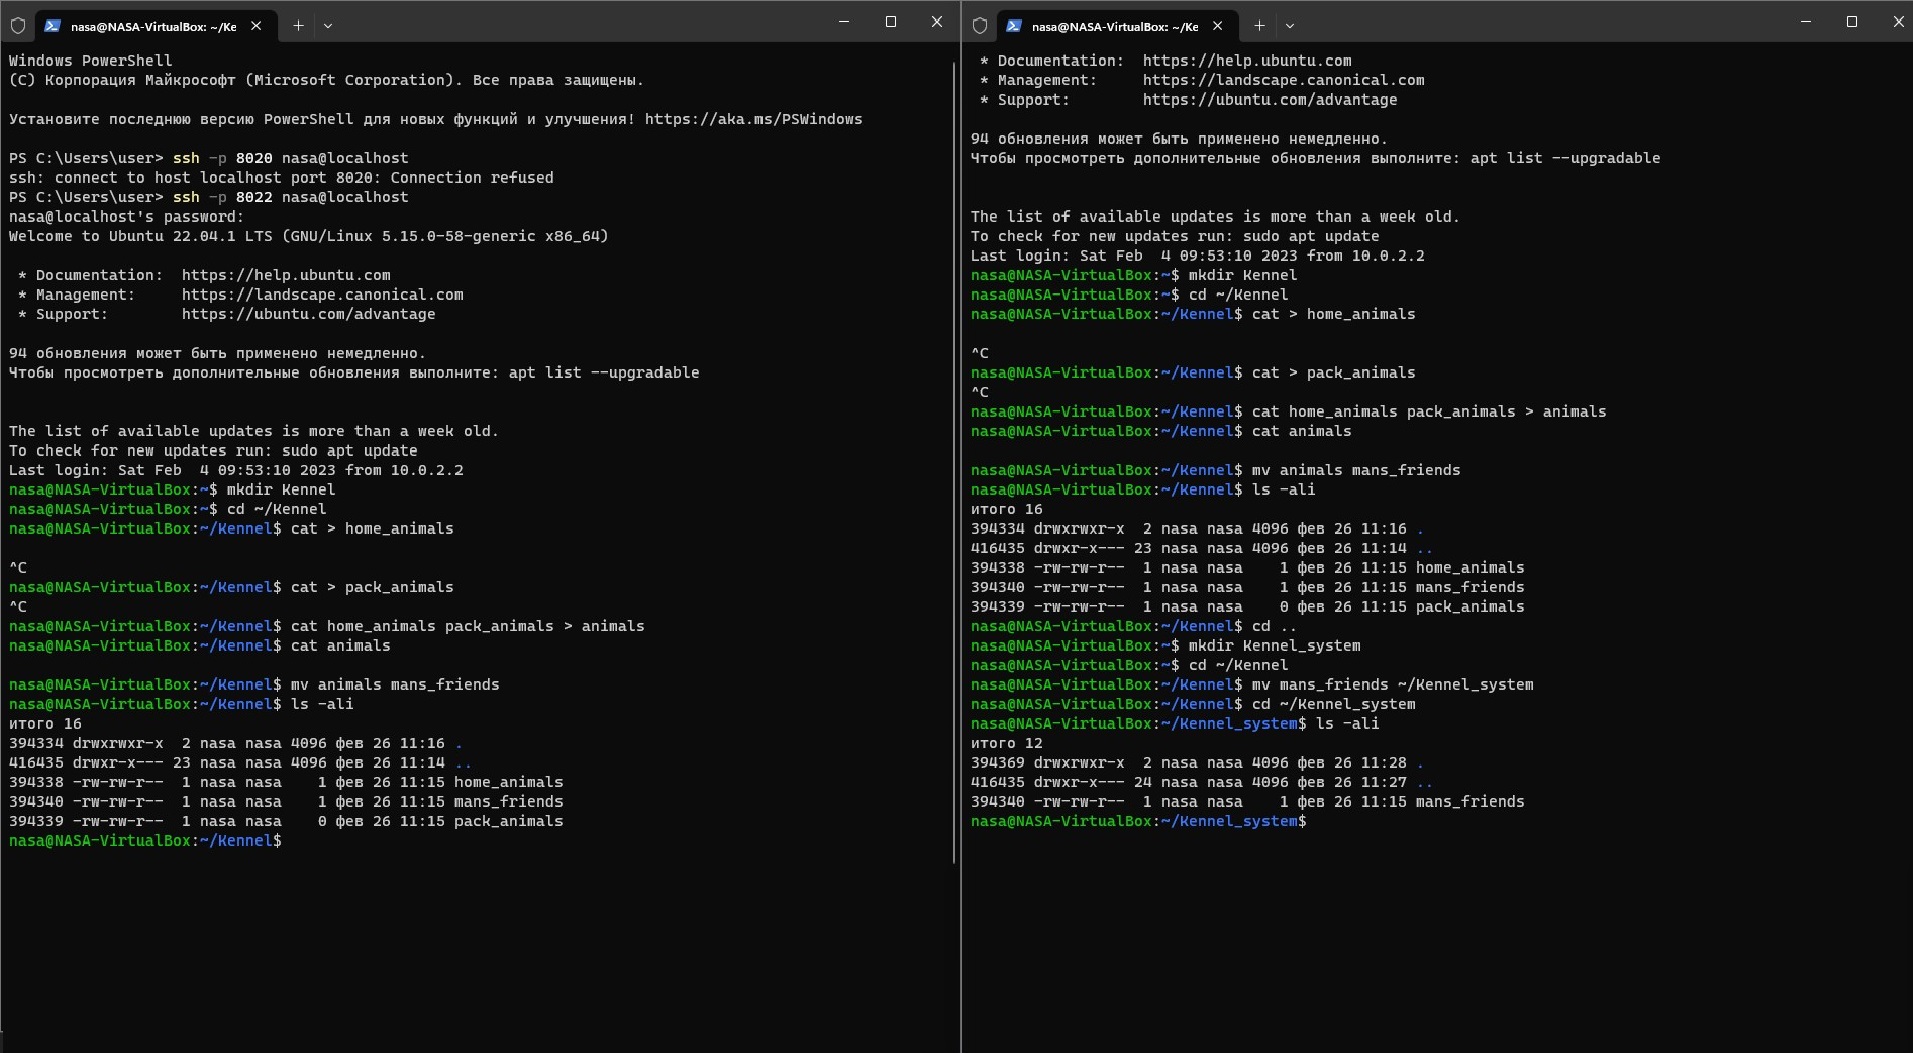 nasa@NASA-VirtualBox: ~/Ke
Windows PowerShell
(C) Корпорация Майкрософт (Microsoft Corporation). Все права защищены.
Установите последнюю версию PowerShell для новых функций и улучшения! https://aka.ms/PSWindows
PS C:\Users\user> ssh -p 8020 nasa@localhost
ssh: connect to host localhost port 8020: Connection refused
PS C:\Users\user> ssh -p 8022 nasa@localhost
nasa@localhost's password:
Welcome to Ubuntu 22.04.1 LTS (GNU/Linux 5.15.0-58-generic x86_64)
* Documentation:  https://help.ubuntu.com
* Management:     https://landscape.canonical.com
* Support:        https://ubuntu.com/advantage
94 обновления может быть применено немедленно.
Чтобы просмотреть дополнительные обновления выполните: apt list --upgradable
The list of available updates is more than a week old.
To check for new updates run: sudo apt update
Last login: Sat Feb  4 09:53:10 2023 from 10.0.2.2
nasa@NASA-VirtualBox:~$ mkdir Kennel
nasa@NASA-VirtualBox:~$ cd ~/Kennel
nasa@NASA-VirtualBox:~/Kennel$ cat > home_animals
^C
nasa@NASA-VirtualBox:~/Kennel$ cat > pack_animals
^C
nasa@NASA-VirtualBox:~/Kennel$ cat home_animals pack_animals > animals
nasa@NASA-VirtualBox:~/Kennel$ cat animals
nasa@NASA-VirtualBox:~/Kennel$ mv animals mans_friends
nasa@NASA-VirtualBox:~/Kennel$ ls -ali
итого 16
394334 drwxrwxr-x  2 nasa nasa 4096 фев 26 11:16 .
416435 drwxr-x--- 23 nasa nasa 4096 фев 26 11:14 ..
394338 -rw-rw-r--  1 nasa nasa    1 фев 26 11:15 home_animals
394340 -rw-rw-r--  1 nasa nasa    1 фев 26 11:15 mans_friends
394339 -rw-rw-r--  1 nasa nasa    0 фев 26 11:15 pack_animals
nasa@NASA-VirtualBox:~/Kennel$
nasa@NASA-VirtualBox: ~/Ke
* Documentation:  https://help.ubuntu.com
* Management:     https://landscape.canonical.com
* Support:        https://ubuntu.com/advantage
94 обновления может быть применено немедленно.
Чтобы просмотреть дополнительные обновления выполните: apt list --upgradable
The list of available updates is more than a week old.
To check for new updates run: sudo apt update
Last login: Sat Feb  4 09:53:10 2023 from 10.0.2.2
nasa@NASA-VirtualBox:~$ mkdir Kennel
nasa@NASA-VirtualBox:~$ cd ~/Kennel
nasa@NASA-VirtualBox:~/Kennel$ cat > home_animals
^C
nasa@NASA-VirtualBox:~/Kennel$ cat > pack_animals
^C
nasa@NASA-VirtualBox:~/Kennel$ cat home_animals pack_animals > animals
nasa@NASA-VirtualBox:~/Kennel$ cat animals
nasa@NASA-VirtualBox:~/Kennel$ mv animals mans_friends
nasa@NASA-VirtualBox:~/Kennel$ ls -ali
итого 16
394334 drwxrwxr-x  2 nasa nasa 4096 фев 26 11:16 .
416435 drwxr-x--- 23 nasa nasa 4096 фев 26 11:14 ..
394338 -rw-rw-r--  1 nasa nasa    1 фев 26 11:15 home_animals
394340 -rw-rw-r--  1 nasa nasa    1 фев 26 11:15 mans_friends
394339 -rw-rw-r--  1 nasa nasa    0 фев 26 11:15 pack_animals
nasa@NASA-VirtualBox:~/Kennel$ cd ..
nasa@NASA-VirtualBox:~$ mkdir Kennel_system
nasa@NASA-VirtualBox:~$ cd ~/Kennel
nasa@NASA-VirtualBox:~/Kennel$ mv mans_friends ~/Kennel_system
nasa@NASA-VirtualBox:~/Kennel$ cd ~/Kennel_system
nasa@NASA-VirtualBox:~/Kennel_system$ ls -ali
итого 12
394369 drwxrwxr-x  2 nasa nasa 4096 фев 26 11:28 .
416435 drwxr-x--- 24 nasa nasa 4096 фев 26 11:27 ..
394340 -rw-rw-r--  1 nasa nasa    1 фев 26 11:15 mans_friends
nasa@NASA-VirtualBox:~/Kennel_system$